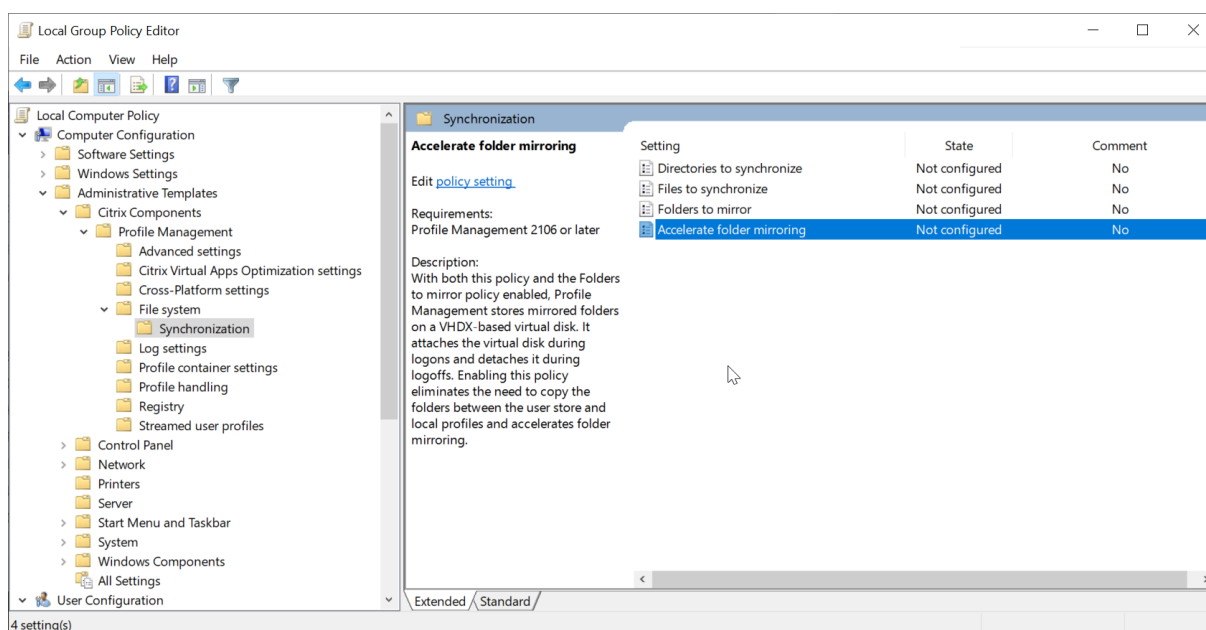 Local Group Policy Editor
File Action View Help
Local Computer Policy
Computer Configuration
Software Settings
Windows Settings
Administrative Templates
Citrix Components
Profile Management
Advanced settings
Citrix Virtual Apps Optimization settings
Cross-Platform settings
File system
Synchronization
Log settings
Profile container settings
Profile handling
Registry
Streamed user profiles
Control Panel
Network
Printers
Server
Start Menu and Taskbar
System
Windows Components
All Settings
User Configuration
Synchronization
Accelerate folder mirroring
Edit policy setting
Requirements:
Profile Management 2106 or later
Description:
With both this policy and the Folders
to mirror policy enabled, Profile
Management stores mirrored folders
on a VHDX-based virtual disk. It
attaches the virtual disk during
logons and detaches it during
logoffs. Enabling this policy
eliminates the need to copy the
folders between the user store and
local profiles and accelerates folder
mirroring.
Setting State Comment
Directories to synchronize Not configured No
Files to synchronize Not configured No
Folders to mirror Not configured No
Accelerate folder mirroring Not configured No
Extended Standard
4 setting(s)